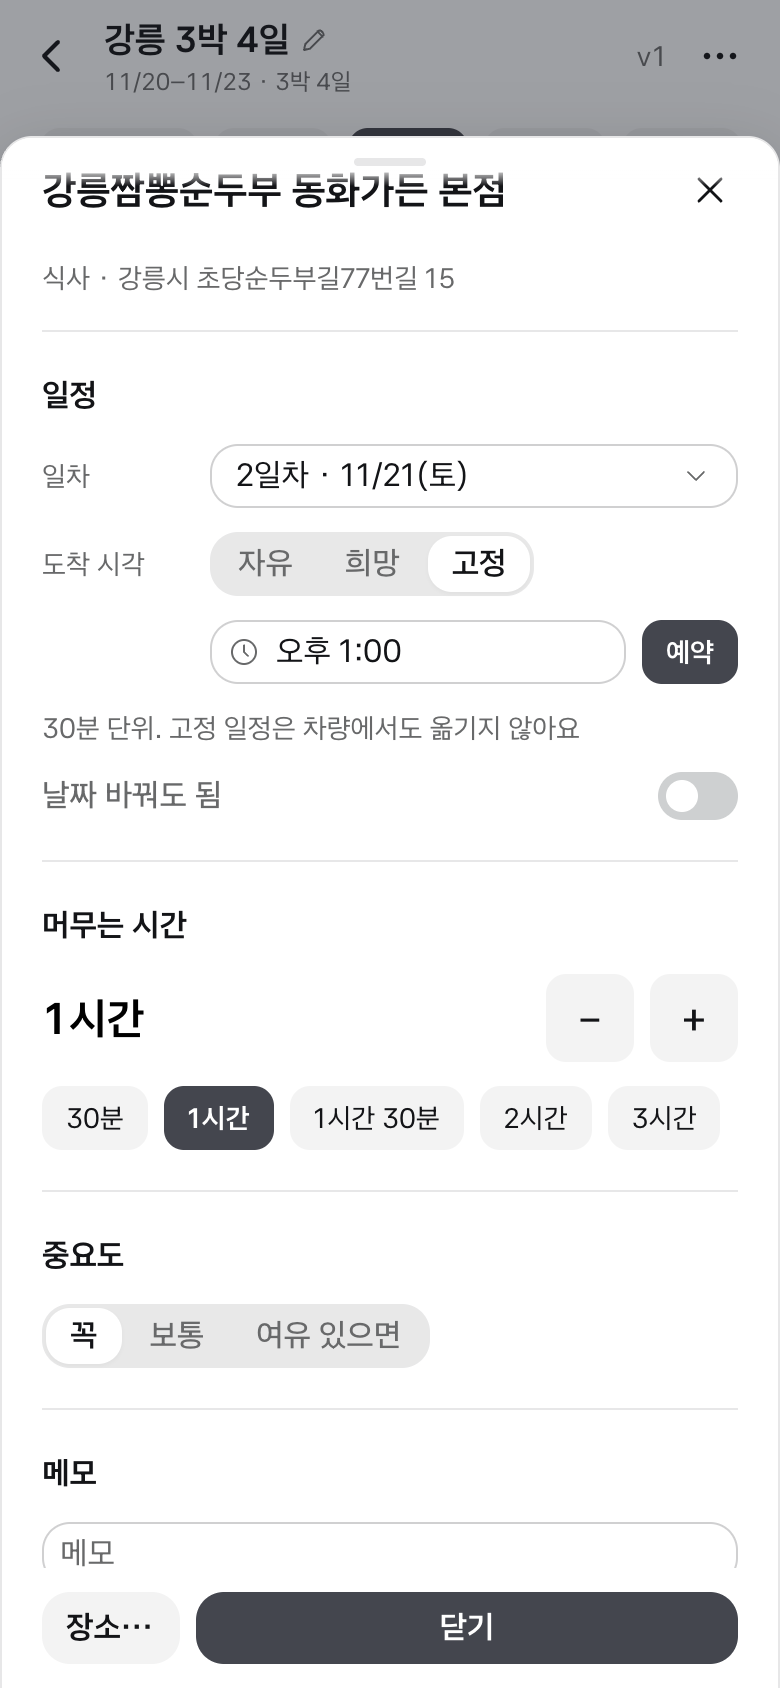 강릉 3박 4일
v1
11/20–11/23 · 3박 4일
강릉짬뽕순두부 동화가든 본점
식사 · 강릉시 초당순두부길77번길 15
일정
일차
2일차 · 11/21(토)
도착 시각
자유 희망 고정
오후 1:00
예약
30분 단위. 고정 일정은 차량에서도 옮기지 않아요
날짜 바꿔도 됨
머무는 시간
1시간
− +
30분 1시간 1시간 30분 2시간 3시간
중요도
꼭 보통 여유 있으면
메모
메모
장소… 닫기